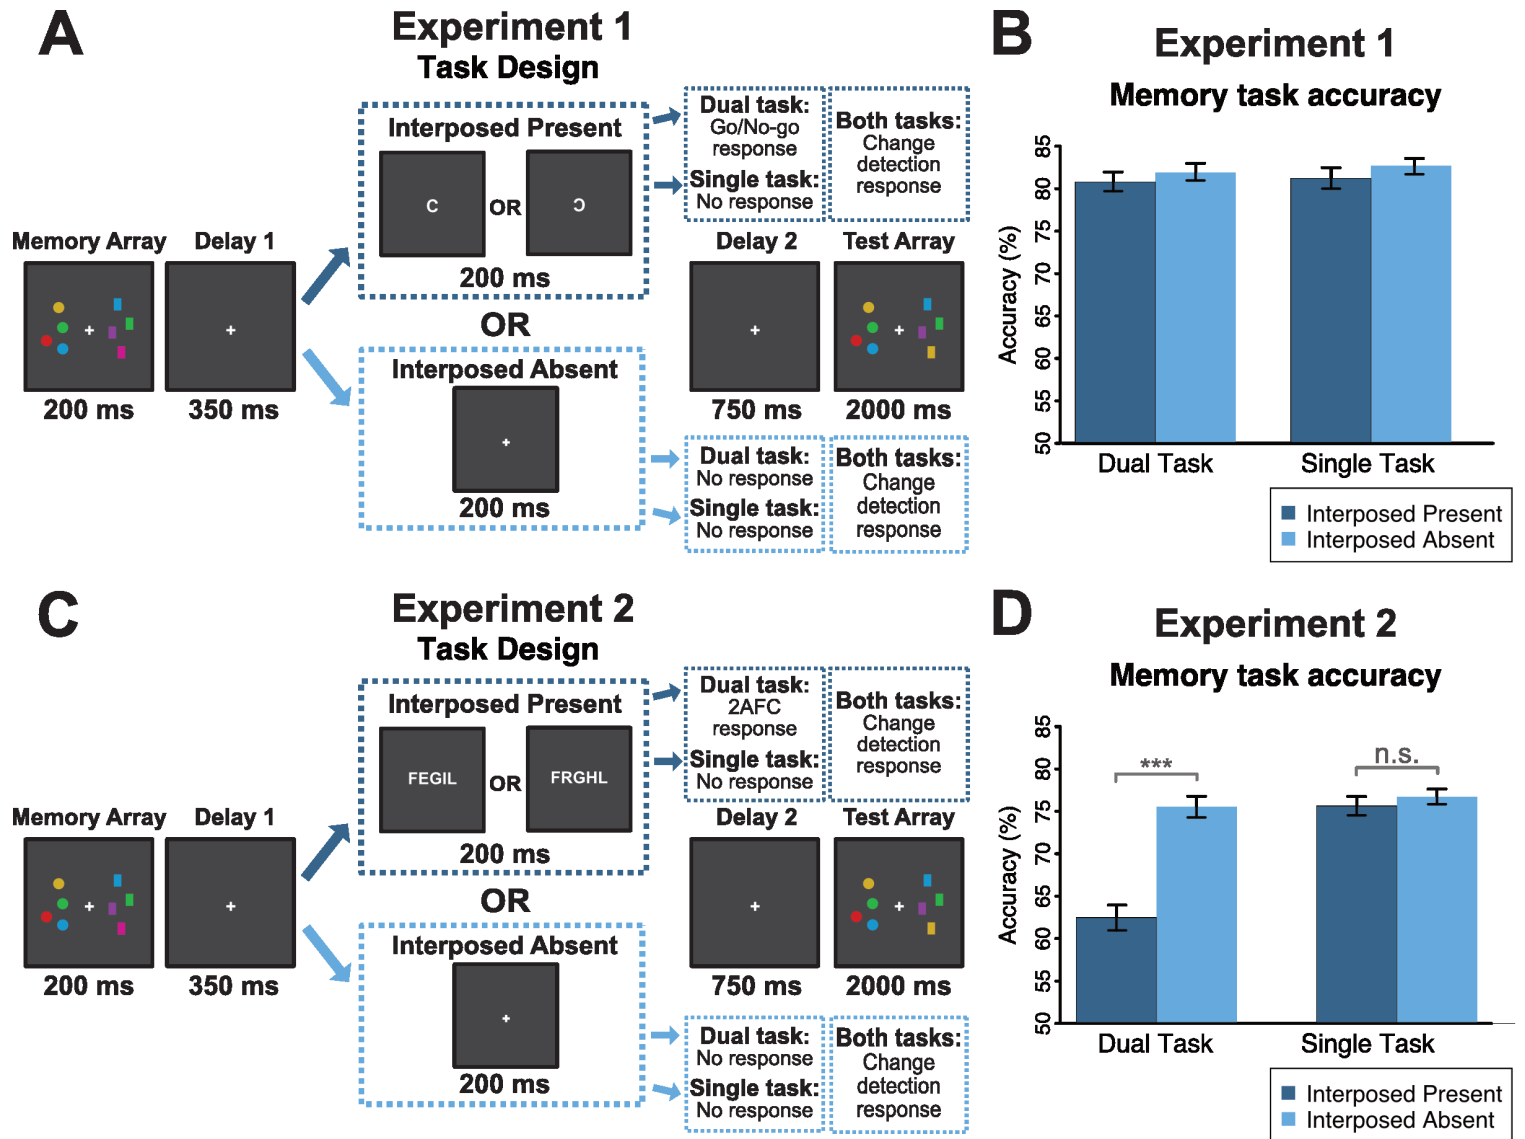 A
Experiment 1
Task Design
Interposed Present
C
OR
Ɔ
200 ms
Dual task:
Go/No-go
response
Single task:
No response
Both tasks:
Change
detection
response
Memory Array
Delay 1
200 ms
350 ms
OR
Interposed Absent
200 ms
Delay 2
Test Array
750 ms
2000 ms
Dual task:
No response
Single task:
No response
Both tasks:
Change
detection
response
B
Experiment 1
Memory task accuracy
Accuracy (%)
85
80
75
70
65
60
55
50
Dual Task
Single Task
Interposed Present
Interposed Absent
C
Experiment 2
Task Design
Interposed Present
FEGIL
OR
FRGHL
200 ms
Dual task:
2AFC
response
Single task:
No response
Both tasks:
Change
detection
response
Memory Array
Delay 1
200 ms
350 ms
OR
Interposed Absent
200 ms
Delay 2
Test Array
750 ms
2000 ms
Dual task:
No response
Single task:
No response
Both tasks:
Change
detection
response
D
Experiment 2
Memory task accuracy
Accuracy (%)
85
80
75
70
65
60
55
50
***
n.s.
Dual Task
Single Task
Interposed Present
Interposed Absent